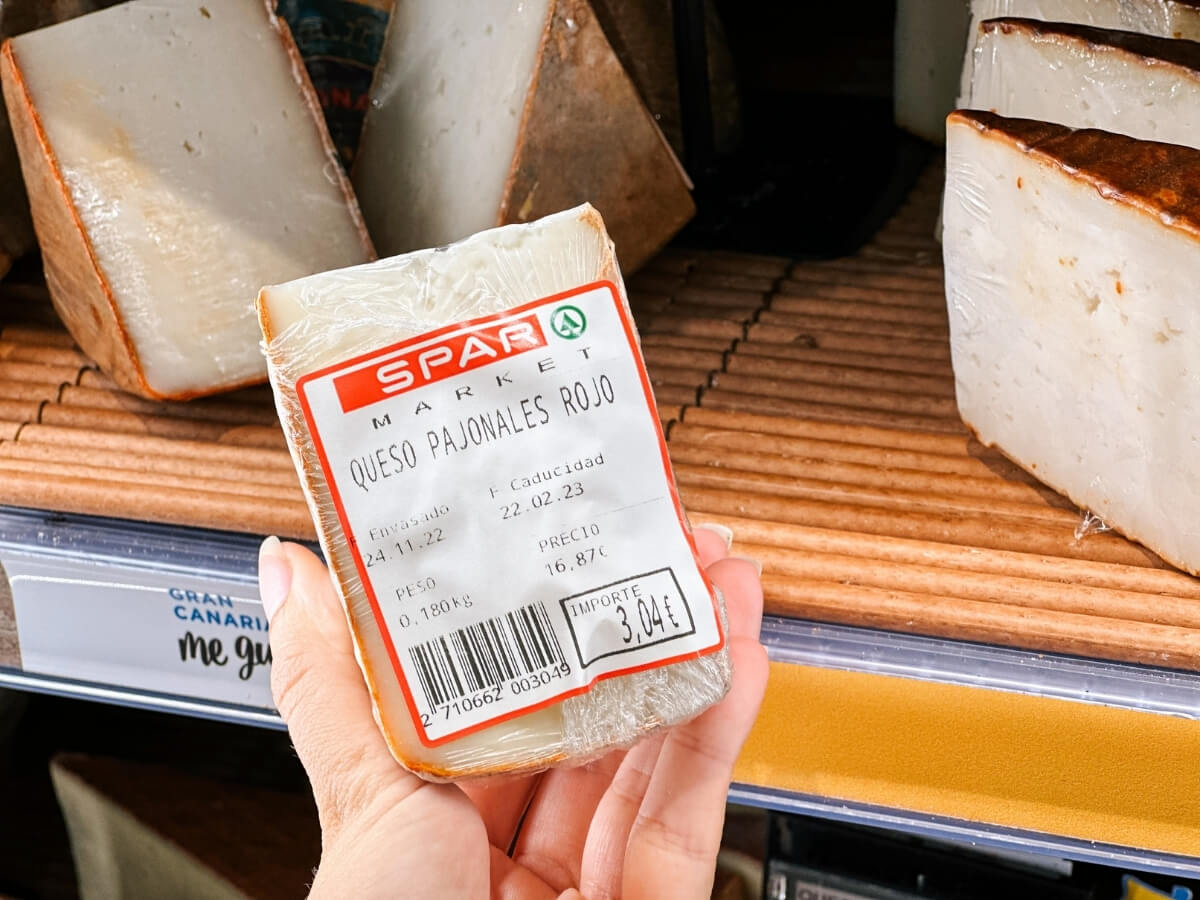 SPAR
MARKET
QUESO PAJONALES ROJO
F Envasado
24.11.22
F Caducidad
22.02.23
PESO
0,180kg
PRECIO
16,87€
IMPORTE
3,04€
2 710662 003049
GRAN
CANARIA
me